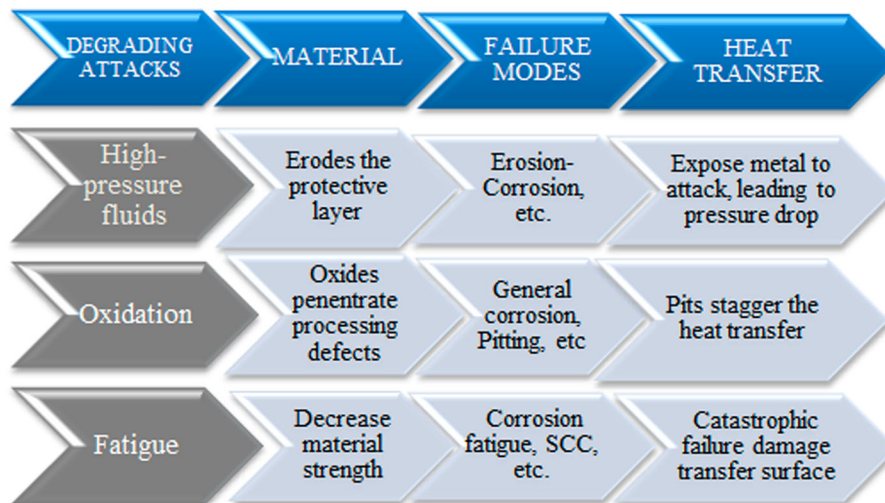 DEGRADING
ATTACKS
MATERIAL
FAILURE
MODES
HEAT
TRANSFER
High-
pressure
fluids
Erodes the
protective
layer
Erosion-
Corrosion,
etc.
Expose metal to
attack, leading to
pressure drop
Oxidation
Oxides
penentrate
processing
defects
General
corrosion,
Pitting, etc
Pits stagger the
heat transfer
Fatigue
Decrease
material
strength
Corrosion
fatigue, SCC,
etc.
Catastrophic
failure damage
transfer surface